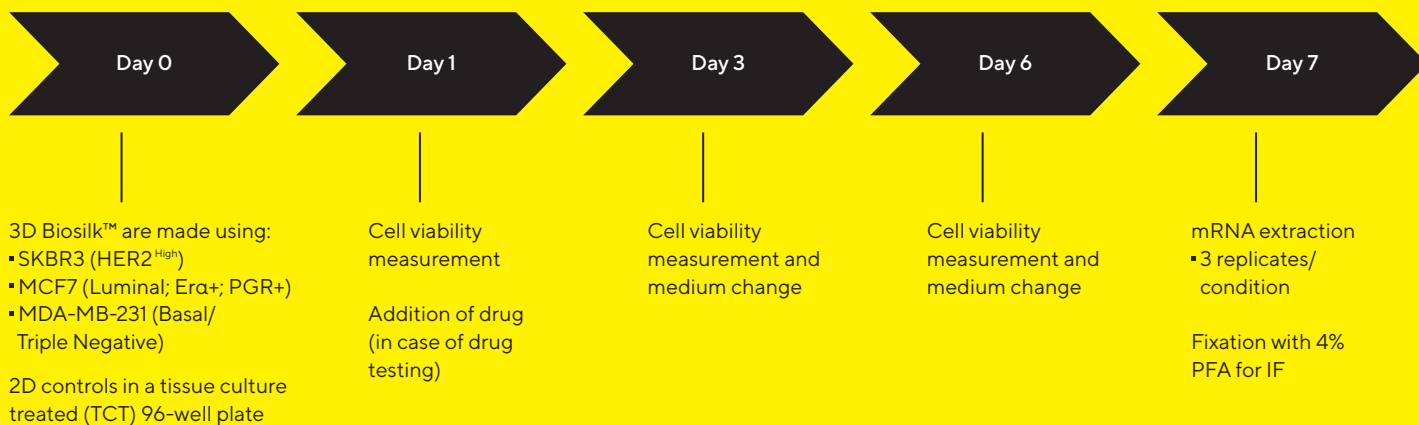 Day 0
Day 1
Day 3
Day 6
Day 7
3D Biosilk™ are made using:
▪SKBR3 (HER2High)
▪MCF7 (Luminal; Erα+; PGR+)
▪MDA-MB-231 (Basal/
Triple Negative)
2D controls in a tissue culture
treated (TCT) 96-well plate
Cell viability
measurement
Addition of drug
(in case of drug
testing)
Cell viability
measurement and
medium change
Cell viability
measurement and
medium change
mRNA extraction
▪3 replicates/
condition
Fixation with 4%
PFA for IF